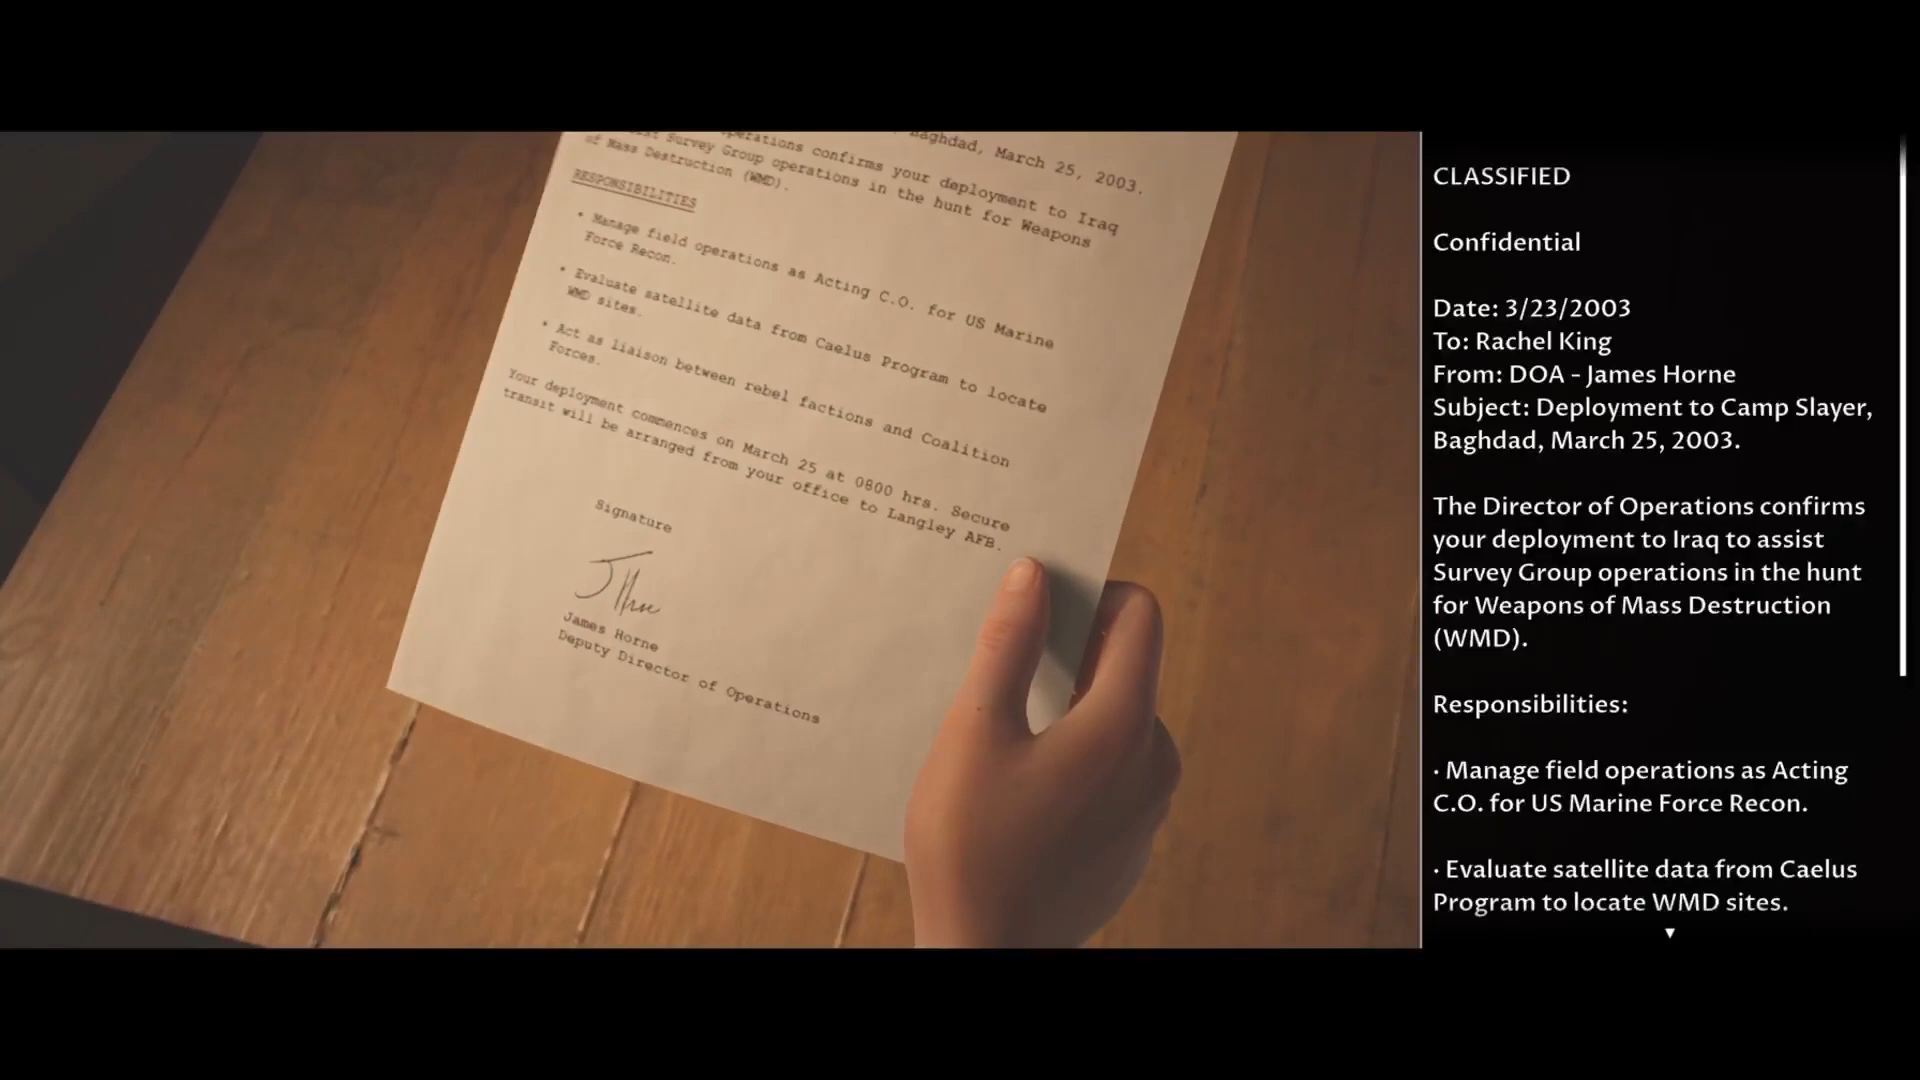 Baghdad, March 25, 2003.
perations confirms your deployment to Iraq
Survey Group operations in the hunt for Weapons
of Mass Destruction (WMD).
RESPONSIBILITIES
* Manage field operations as Acting C.O. for US Marine
Force Recon.
* Evaluate satellite data from Caelus Program to locate
WMD sites.
* Act as liaison between rebel factions and Coalition
Forces.
Your deployment commences on March 25 at 0800 hrs. Secure
transit will be arranged from your office to Langley AFB.
Signature
James Horne
Deputy Director of Operations
CLASSIFIED
Confidential
Date: 3/23/2003
To: Rachel King
From: DOA - James Horne
Subject: Deployment to Camp Slayer,
Baghdad, March 25, 2003.
The Director of Operations confirms
your deployment to Iraq to assist
Survey Group operations in the hunt
for Weapons of Mass Destruction
(WMD).
Responsibilities:
· Manage field operations as Acting
C.O. for US Marine Force Recon.
· Evaluate satellite data from Caelus
Program to locate WMD sites.